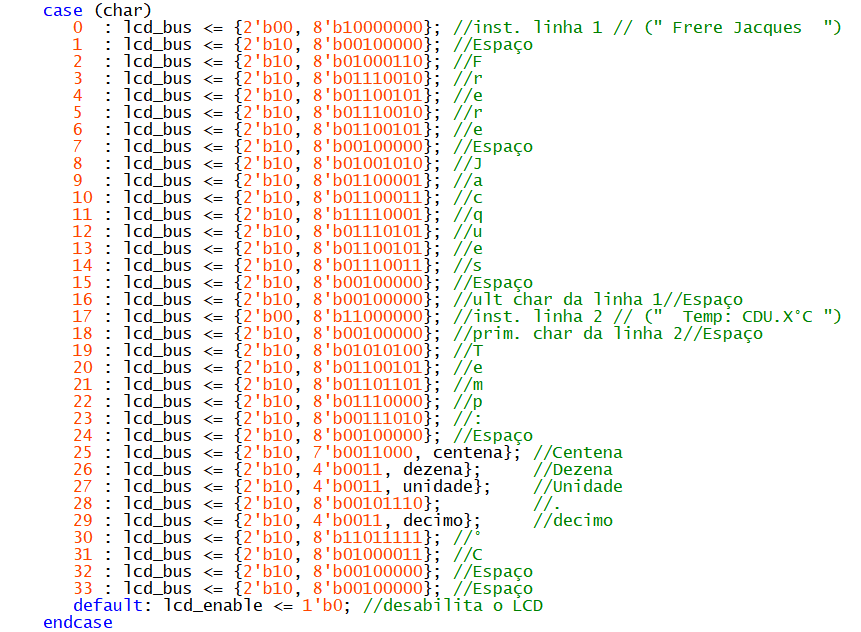 case (char)
0 : lcd_bus <= {2'b00, 8'b10000000}; //inst. linha 1 // (" Frere Jacques  ")
1 : lcd_bus <= {2'b10, 8'b00100000}; //Espaço
2 : lcd_bus <= {2'b10, 8'b01000110}; //F
3 : lcd_bus <= {2'b10, 8'b01110010}; //r
4 : lcd_bus <= {2'b10, 8'b01100101}; //e
5 : lcd_bus <= {2'b10, 8'b01110010}; //r
6 : lcd_bus <= {2'b10, 8'b01100101}; //e
7 : lcd_bus <= {2'b10, 8'b00100000}; //Espaço
8 : lcd_bus <= {2'b10, 8'b01001010}; //J
9 : lcd_bus <= {2'b10, 8'b01100001}; //a
10 : lcd_bus <= {2'b10, 8'b01100011}; //c
11 : lcd_bus <= {2'b10, 8'b11110001}; //q
12 : lcd_bus <= {2'b10, 8'b01110101}; //u
13 : lcd_bus <= {2'b10, 8'b01100101}; //e
14 : lcd_bus <= {2'b10, 8'b01110011}; //s
15 : lcd_bus <= {2'b10, 8'b00100000}; //Espaço
16 : lcd_bus <= {2'b10, 8'b00100000}; //ult char da linha 1//Espaço
17 : lcd_bus <= {2'b00, 8'b11000000}; //inst. linha 2 // ("  Temp: CDU.X°C ")
18 : lcd_bus <= {2'b10, 8'b00100000}; //prim. char da linha 2//Espaço
19 : lcd_bus <= {2'b10, 8'b01010100}; //T
20 : lcd_bus <= {2'b10, 8'b01100101}; //e
21 : lcd_bus <= {2'b10, 8'b01101101}; //m
22 : lcd_bus <= {2'b10, 8'b01110000}; //p
23 : lcd_bus <= {2'b10, 8'b00111010}; //:
24 : lcd_bus <= {2'b10, 8'b00100000}; //Espaço
25 : lcd_bus <= {2'b10, 7'b0011000, centena}; //Centena
26 : lcd_bus <= {2'b10, 4'b0011, dezena}; //Dezena
27 : lcd_bus <= {2'b10, 4'b0011, unidade}; //Unidade
28 : lcd_bus <= {2'b10, 8'b00101110}; //.
29 : lcd_bus <= {2'b10, 4'b0011, decimo}; //decimo
30 : lcd_bus <= {2'b10, 8'b11011111}; //°
31 : lcd_bus <= {2'b10, 8'b01000011}; //C
32 : lcd_bus <= {2'b10, 8'b00100000}; //Espaço
33 : lcd_bus <= {2'b10, 8'b00100000}; //Espaço
default: lcd_enable <= 1'b0; //desabilita o LCD
endcase